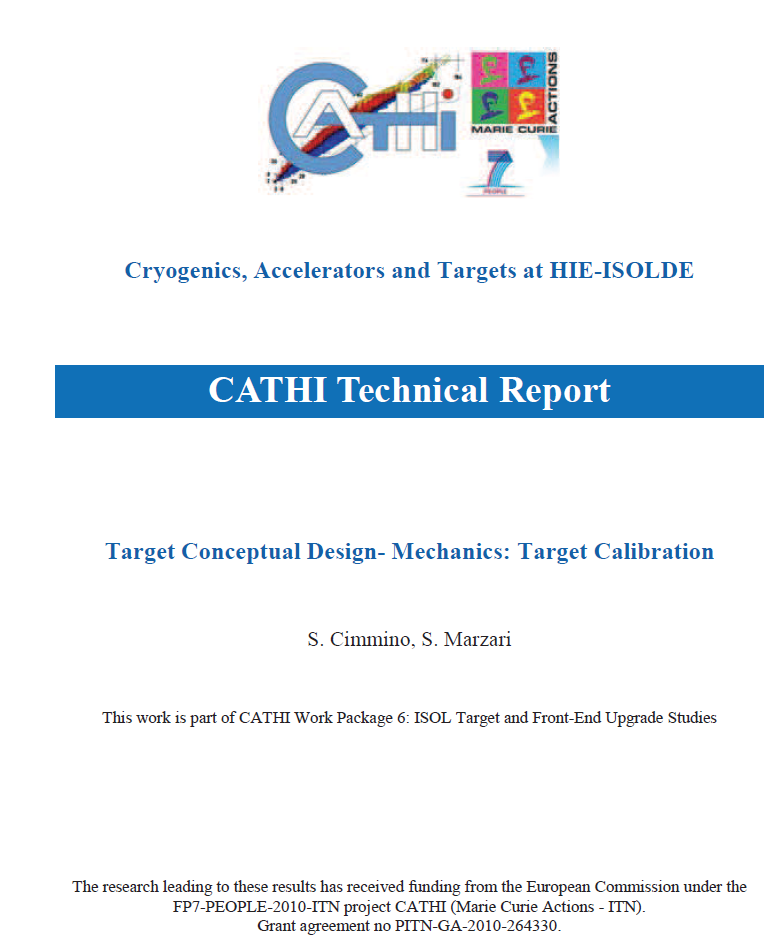 CATHI
MARIE CURIE
ACTIONS
7
PEOPLE
Cryogenics, Accelerators and Targets at HIE-ISOLDE
CATHI Technical Report
Target Conceptual Design- Mechanics: Target Calibration
S. Cimmino, S. Marzari
This work is part of CATHI Work Package 6: ISOL Target and Front-End Upgrade Studies
The research leading to these results has received funding from the European Commission under the
FP7-PEOPLE-2010-ITN project CATHI (Marie Curie Actions - ITN).
Grant agreement no PITN-GA-2010-264330.